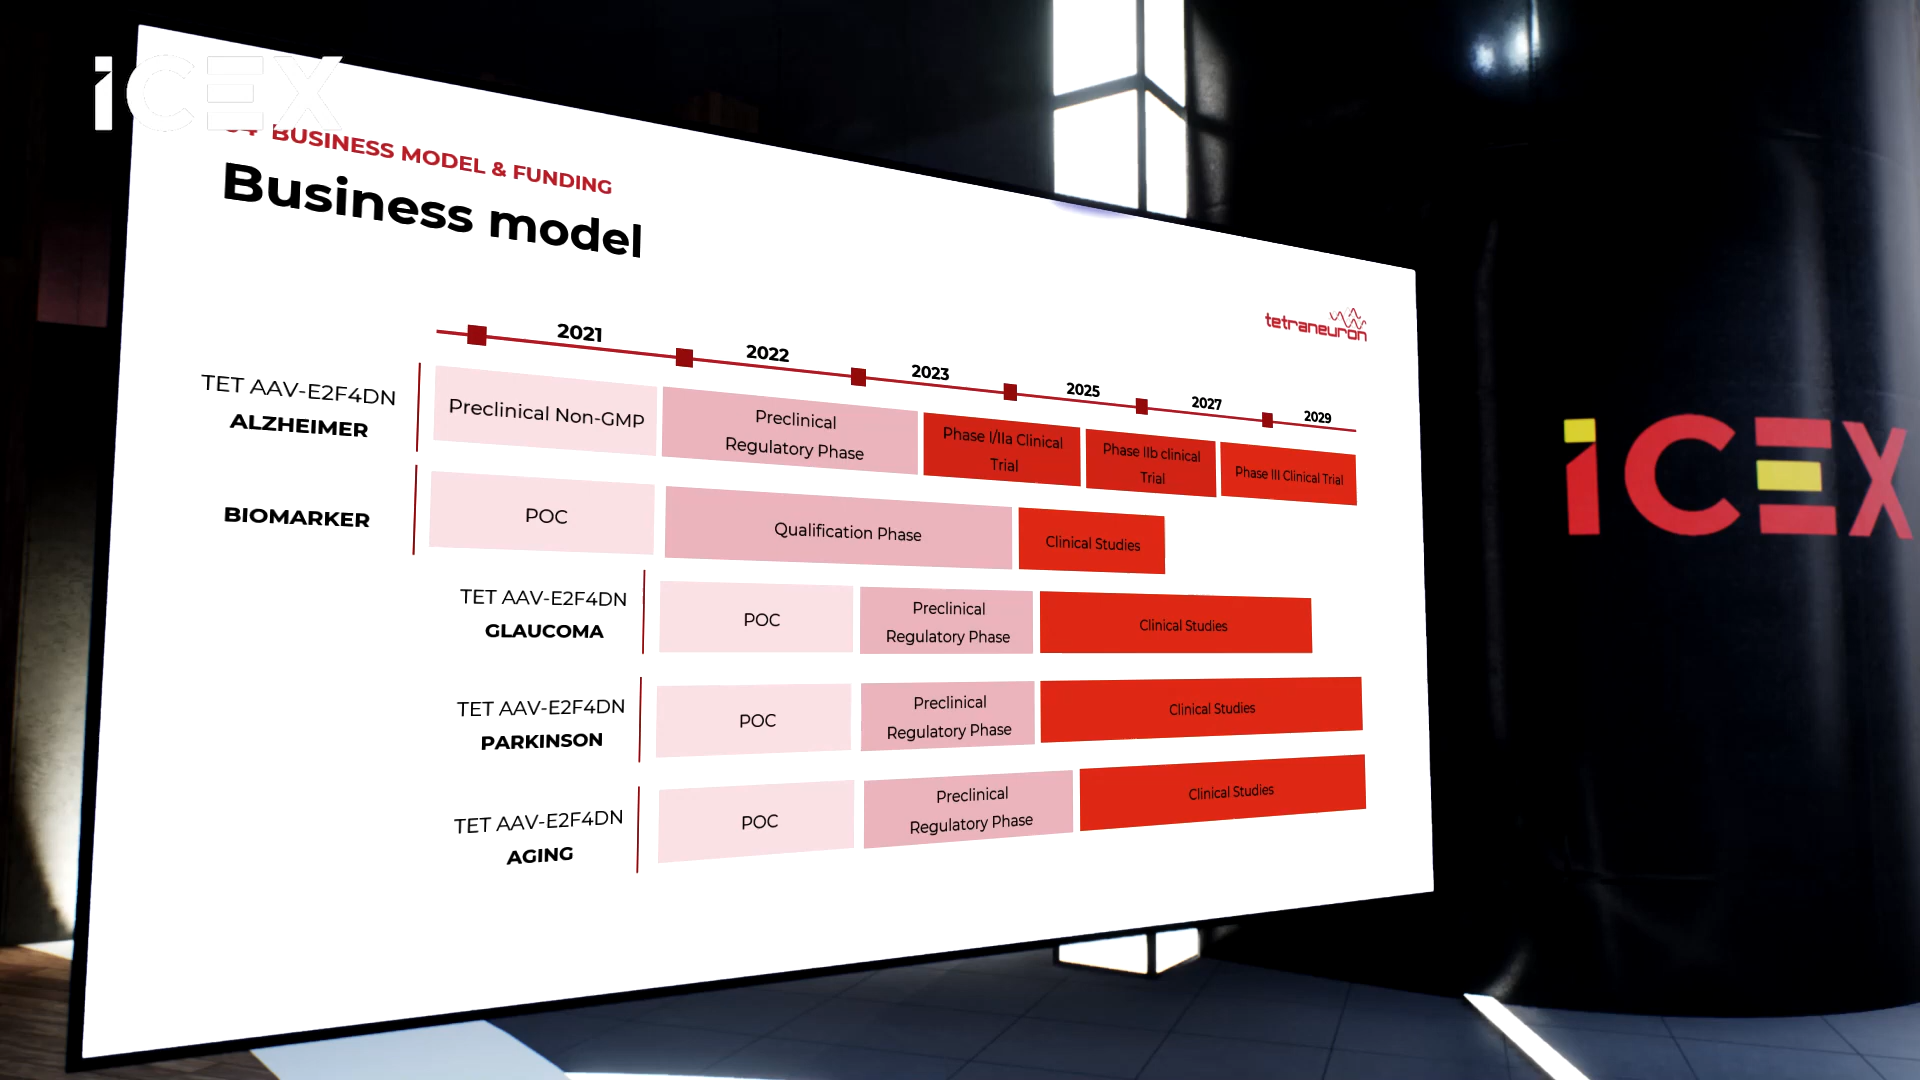 iCEX
BUSINESS MODEL & FUNDING
Business model
tetraneuron
2021
2022
2023
2025
2027
2029
TET AAV-E2F4DN
ALZHEIMER
Preclinical Non-GMP
Preclinical
Regulatory Phase
Phase I/IIa Clinical
Trial
Phase IIb clinical
Trial
Phase III Clinical Trial
BIOMARKER
POC
Qualification Phase
Clinical Studies
TET AAV-E2F4DN
GLAUCOMA
POC
Preclinical
Regulatory Phase
Clinical Studies
TET AAV-E2F4DN
PARKINSON
POC
Preclinical
Regulatory Phase
Clinical Studies
TET AAV-E2F4DN
AGING
POC
Preclinical
Regulatory Phase
Clinical Studies
iCEX